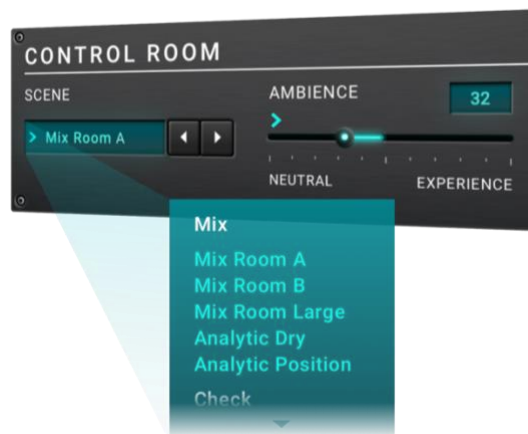 CONTROL ROOM
SCENE
Mix Room A
AMBIENCE
32
NEUTRAL
EXPERIENCE
Mix
Mix Room A
Mix Room B
Mix Room Large
Analytic Dry
Analytic Position
Check